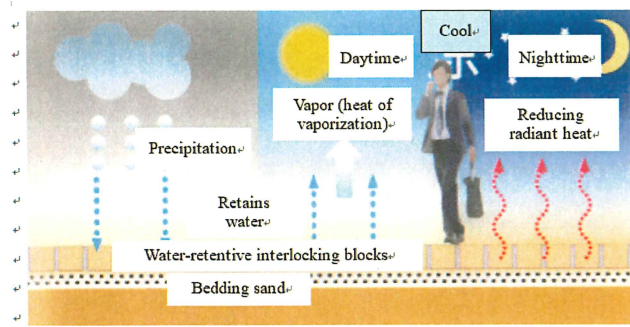 Cool
Daytime
Nighttime
Vapor (heat of
vaporization)
Reducing
radiant heat
Precipitation
Retains
water
Water-retentive interlocking blocks
Bedding sand